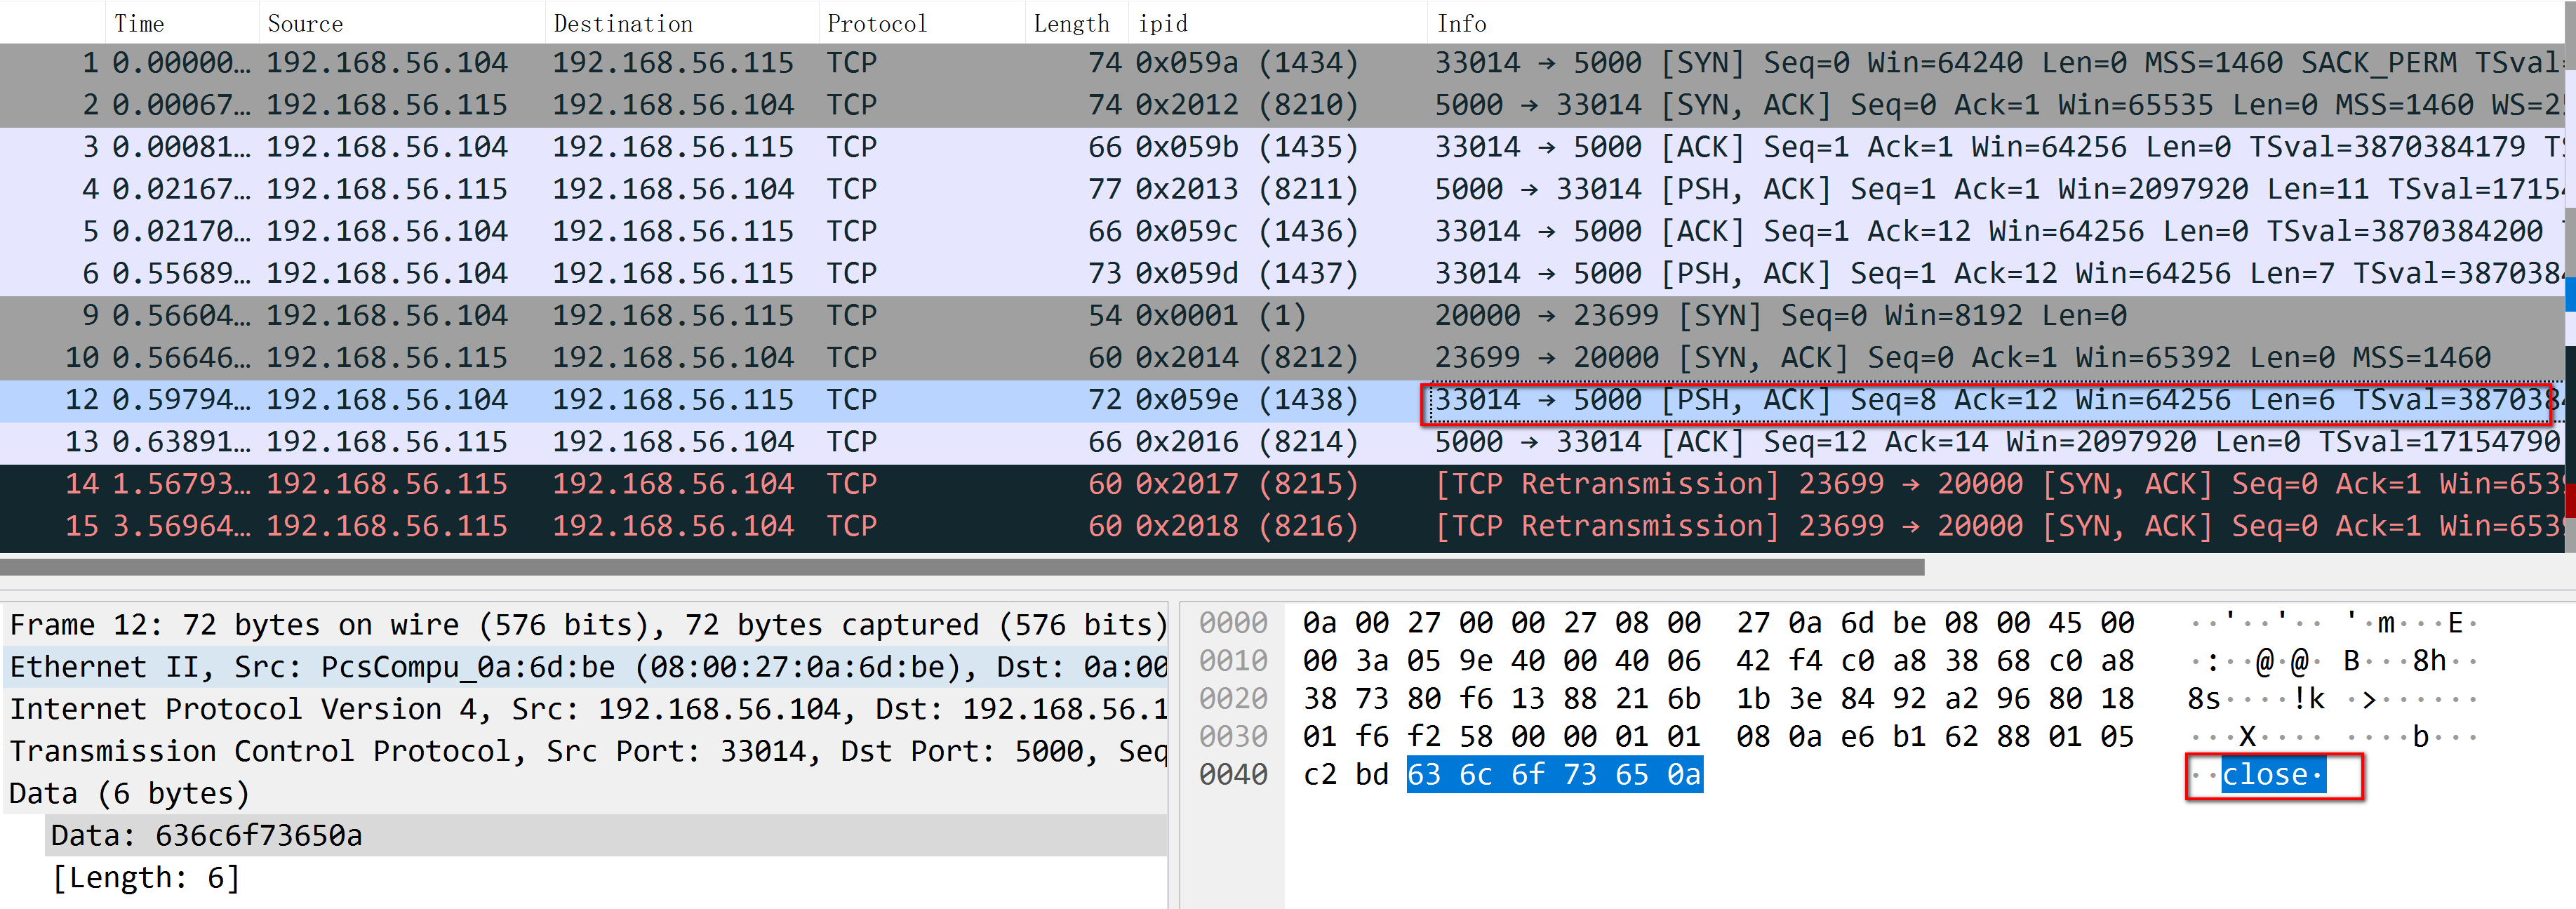 Time Source Destination Protocol Length ipid Info
1 0.00000… 192.168.56.104 192.168.56.115 TCP 74 0x059a (1434) 33014 → 5000 [SYN] Seq=0 Win=64240 Len=0 MSS=1460 SACK_PERM TSval=
2 0.00067… 192.168.56.115 192.168.56.104 TCP 74 0x2012 (8210) 5000 → 33014 [SYN, ACK] Seq=0 Ack=1 Win=65535 Len=0 MSS=1460 WS=2
3 0.00081… 192.168.56.104 192.168.56.115 TCP 66 0x059b (1435) 33014 → 5000 [ACK] Seq=1 Ack=1 Win=64256 Len=0 TSval=3870384179 T
4 0.02167… 192.168.56.115 192.168.56.104 TCP 77 0x2013 (8211) 5000 → 33014 [PSH, ACK] Seq=1 Ack=1 Win=2097920 Len=11 TSval=17154
5 0.02170… 192.168.56.104 192.168.56.115 TCP 66 0x059c (1436) 33014 → 5000 [ACK] Seq=1 Ack=12 Win=64256 Len=0 TSval=3870384200
6 0.55689… 192.168.56.104 192.168.56.115 TCP 73 0x059d (1437) 33014 → 5000 [PSH, ACK] Seq=1 Ack=12 Win=64256 Len=7 TSval=387038
9 0.56604… 192.168.56.104 192.168.56.115 TCP 54 0x0001 (1) 20000 → 23699 [SYN] Seq=0 Win=8192 Len=0
10 0.56646… 192.168.56.115 192.168.56.104 TCP 60 0x2014 (8212) 23699 → 20000 [SYN, ACK] Seq=0 Ack=1 Win=65392 Len=0 MSS=1460
12 0.59794… 192.168.56.104 192.168.56.115 TCP 72 0x059e (1438) 33014 → 5000 [PSH, ACK] Seq=8 Ack=12 Win=64256 Len=6 TSval=387038
13 0.63891… 192.168.56.115 192.168.56.104 TCP 66 0x2016 (8214) 5000 → 33014 [ACK] Seq=12 Ack=14 Win=2097920 Len=0 TSval=17154790
14 1.56793… 192.168.56.115 192.168.56.104 TCP 60 0x2017 (8215) [TCP Retransmission] 23699 → 20000 [SYN, ACK] Seq=0 Ack=1 Win=653
15 3.56964… 192.168.56.115 192.168.56.104 TCP 60 0x2018 (8216) [TCP Retransmission] 23699 → 20000 [SYN, ACK] Seq=0 Ack=1 Win=653
Frame 12: 72 bytes on wire (576 bits), 72 bytes captured (576 bits)
Ethernet II, Src: PcsCompu_0a:6d:be (08:00:27:0a:6d:be), Dst: 0a:00
Internet Protocol Version 4, Src: 192.168.56.104, Dst: 192.168.56.1
Transmission Control Protocol, Src Port: 33014, Dst Port: 5000, Seq
Data (6 bytes)
Data: 636c6f73650a
[Length: 6]
0000 0a 00 27 00 00 27 08 00 27 0a 6d be 08 00 45 00 ··'··'·· '·m···E·
0010 00 3a 05 9e 40 00 40 06 42 f4 c0 a8 38 68 c0 a8 ·:··@·@· B···8h··
0020 38 73 80 f6 13 88 21 6b 1b 3e 84 92 a2 96 80 18 8s····!k ·>······
0030 01 f6 f2 58 00 00 01 01 08 0a e6 b1 62 88 01 05 ···X···· ····b···
0040 c2 bd 63 6c 6f 73 65 0a ··close·